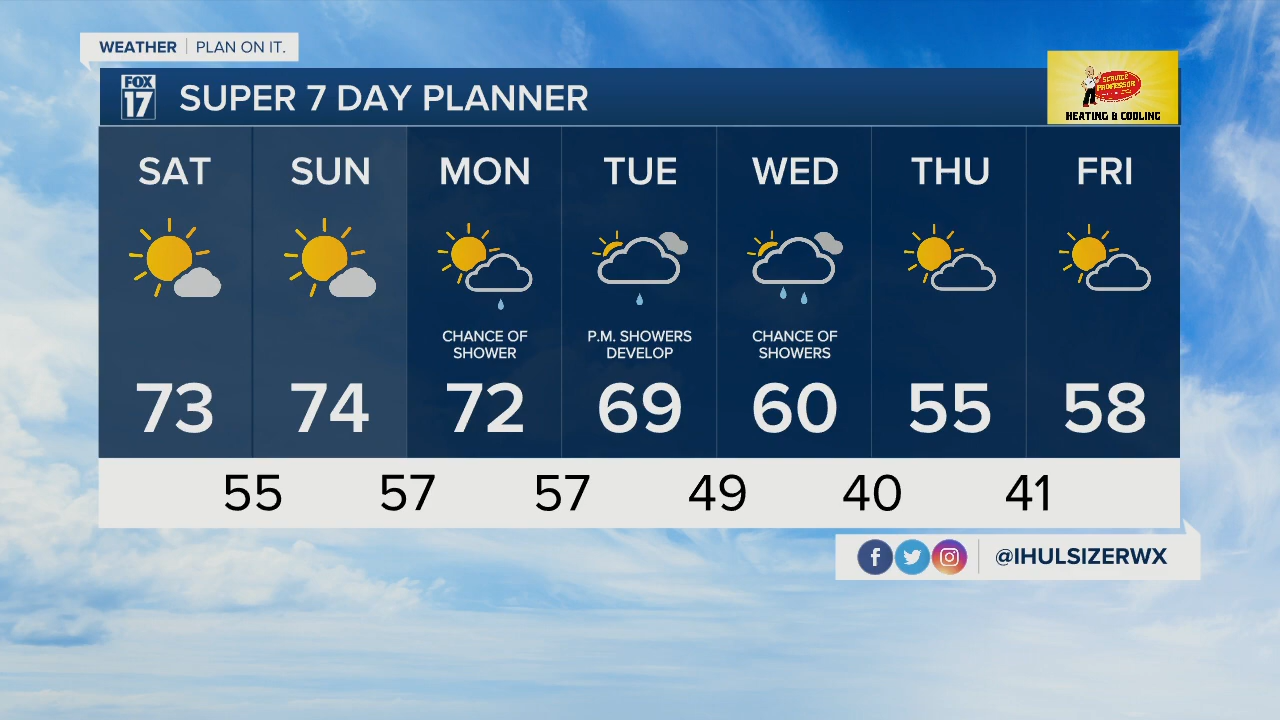 WEATHER | PLAN ON IT.
FOX
17
SUPER 7 DAY PLANNER
SERVICE
PROFESSOR
HEATING & COOLING
SAT SUN MON TUE WED THU FRI
CHANCE OF P.M. SHOWERS CHANCE OF
SHOWER DEVELOP SHOWERS
73 74 72 69 60 55 58
55 57 57 49 40 41
@IHULSIZERWX